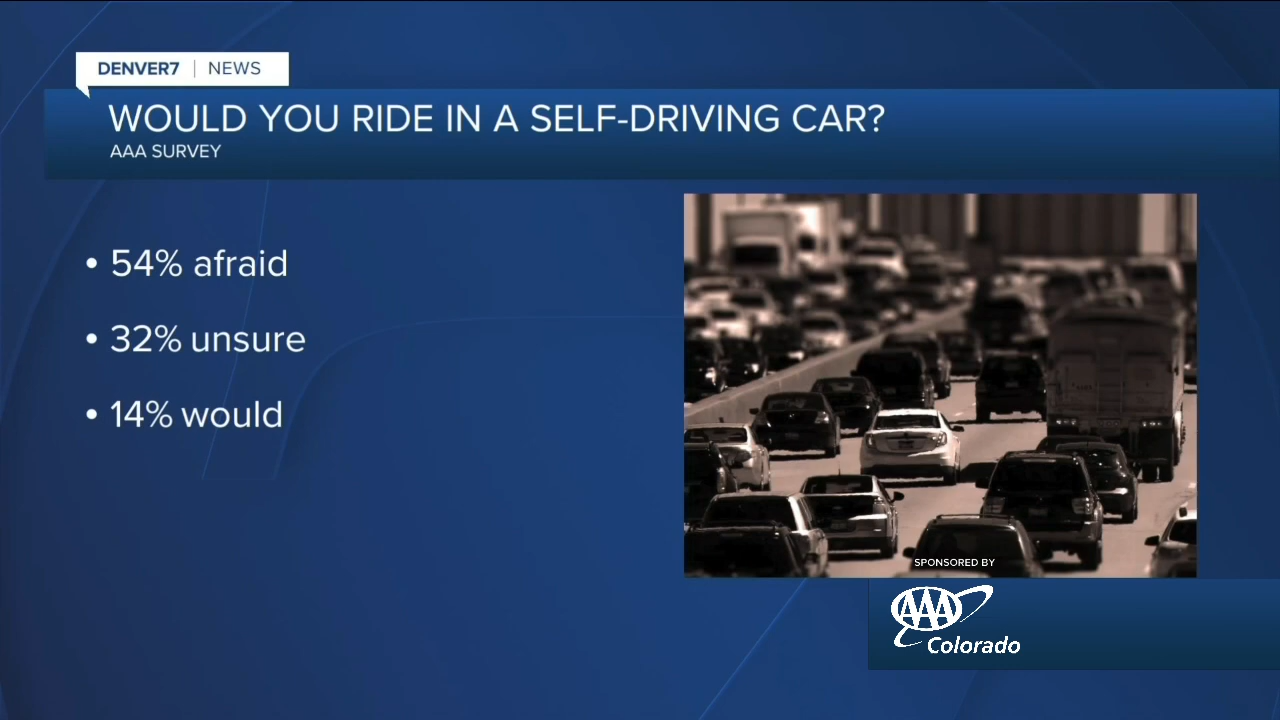 DENVER7 | NEWS
WOULD YOU RIDE IN A SELF-DRIVING CAR?
AAA SURVEY
• 54% afraid
• 32% unsure
• 14% would
SPONSORED BY
AAA
Colorado